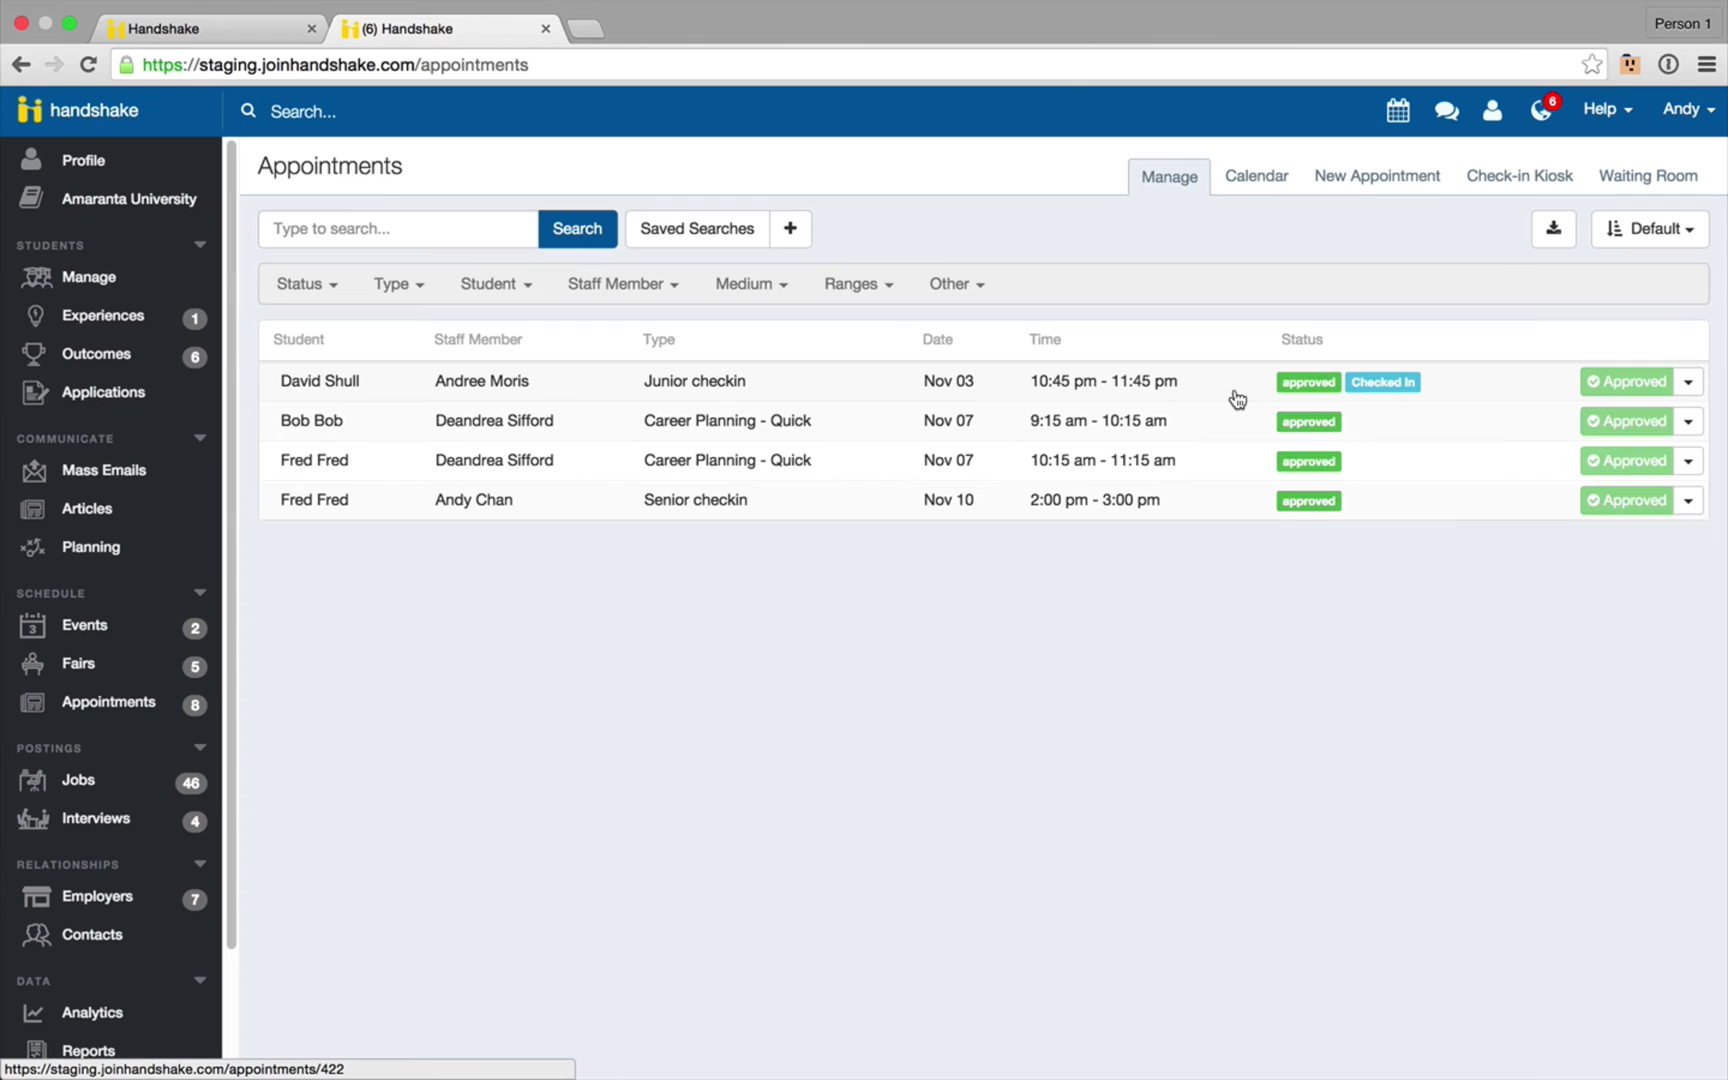 Handshake
(6) Handshake
Person 1
https://staging.joinhandshake.com/appointments
handshake
Search...
6
Help
Andy
Profile
Amaranta University
STUDENTS
Manage
Experiences 1
Outcomes 6
Applications
COMMUNICATE
Mass Emails
Articles
Planning
SCHEDULE
3 Events 2
Fairs 5
Appointments 8
POSTINGS
Jobs 46
Interviews 4
RELATIONSHIPS
Employers 7
Contacts
DATA
Analytics
Reports
Appointments
Manage Calendar New Appointment Check-in Kiosk Waiting Room
Type to search... Search Saved Searches + Default
Status Type Student Staff Member Medium Ranges Other
Student Staff Member Type Date Time Status
David Shull Andree Moris Junior checkin Nov 03 10:45 pm - 11:45 pm approved Checked In Approved
Bob Bob Deandrea Sifford Career Planning - Quick Nov 07 9:15 am - 10:15 am approved Approved
Fred Fred Deandrea Sifford Career Planning - Quick Nov 07 10:15 am - 11:15 am approved Approved
Fred Fred Andy Chan Senior checkin Nov 10 2:00 pm - 3:00 pm approved Approved
https://staging.joinhandshake.com/appointments/422